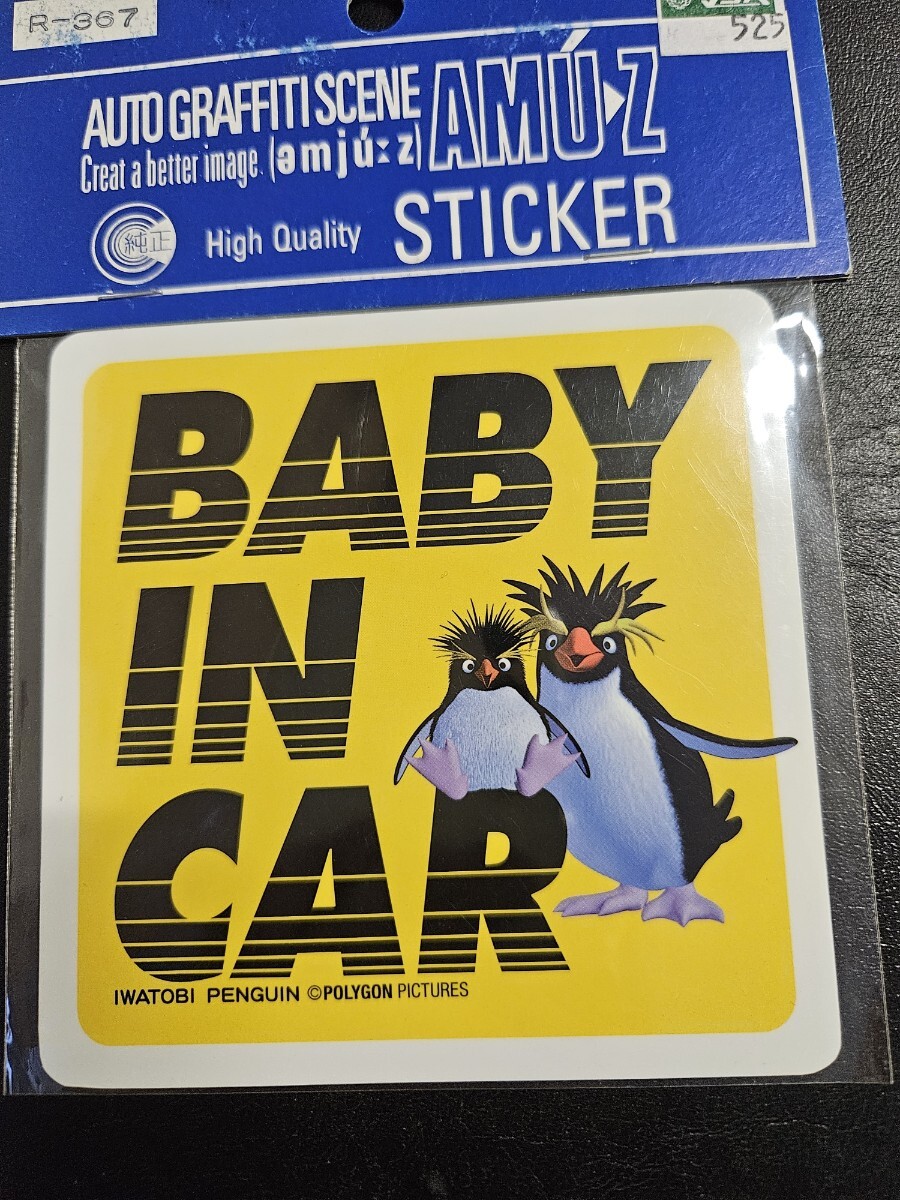 R-367
525
AUTO GRAFFITI SCENE
AMÚ▸Z
Creat a better image. (əmjú:z)
純正
High Quality
STICKER
BABY
IN
CAR
IWATOBI PENGUIN ©POLYGON PICTURES